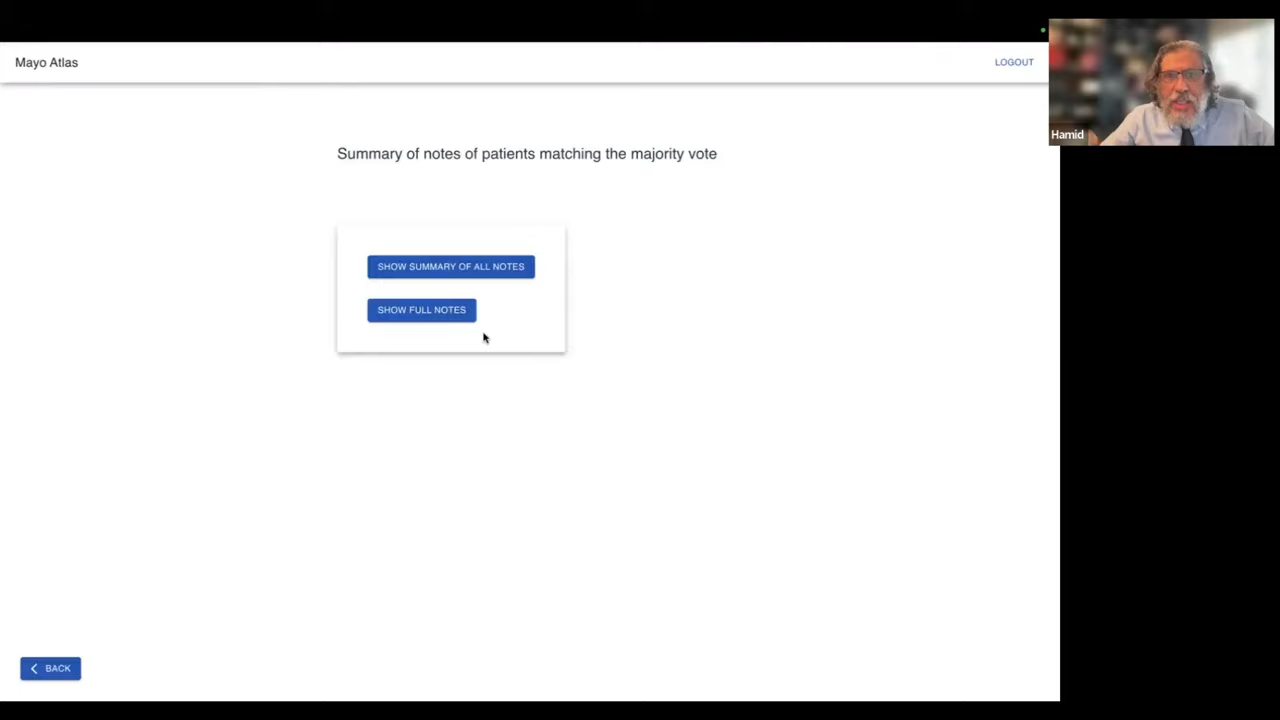 Mayo Atlas
LOGOUT
Hamid
Summary of notes of patients matching the majority vote
SHOW SUMMARY OF ALL NOTES
SHOW FULL NOTES
BACK